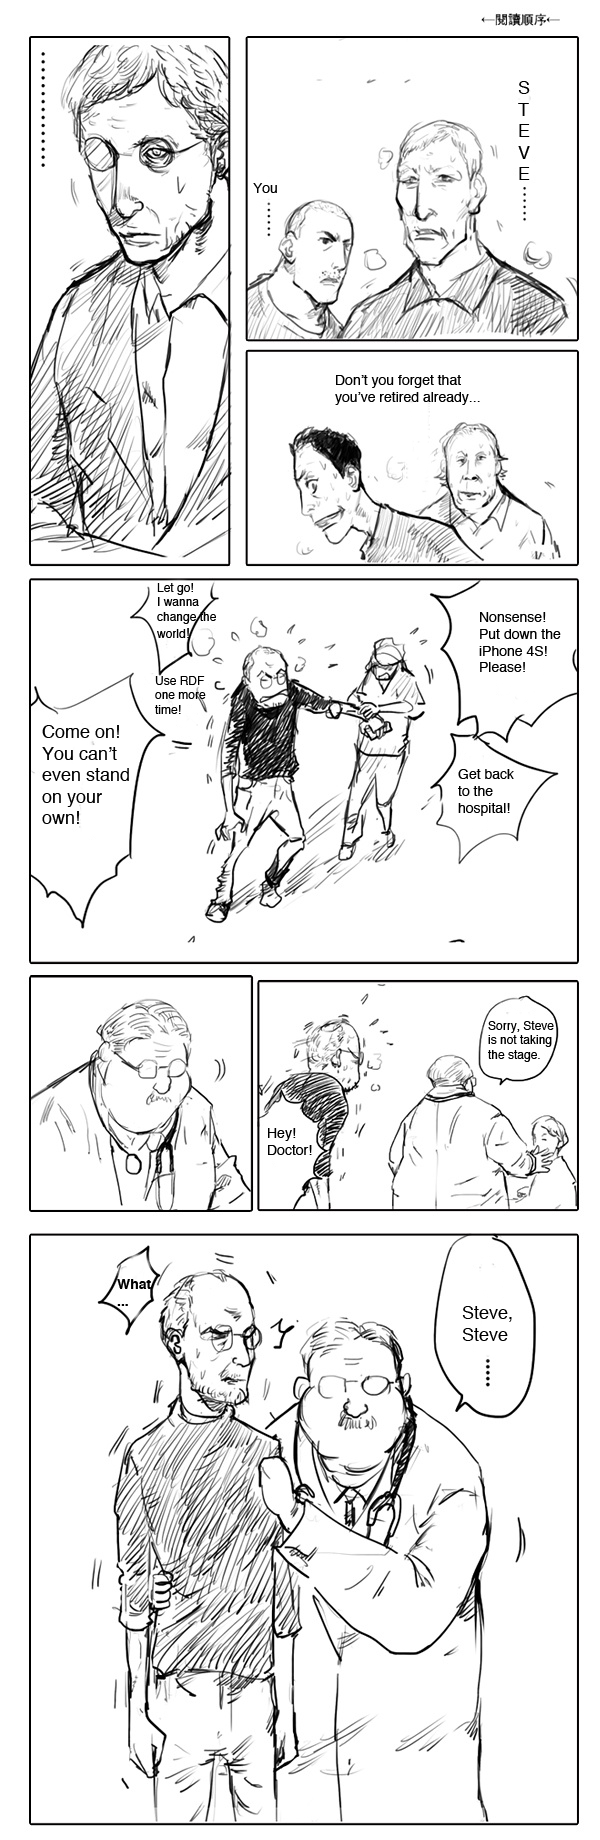 ←閱讀順序←
S
T
E
V
E
......
You
......
Don't you forget that
you've retired already...
..............
Nonsense!
Put down the
iPhone 4S!
Please!
Get back
to the
hospital!
Let go!
I wanna
change the
world!
Use RDF
one more
time!
Come on!
You can't
even stand
on your
own!
Sorry, Steve
is not taking
the stage.
Hey!
Doctor!
Steve,
Steve
......
What
...